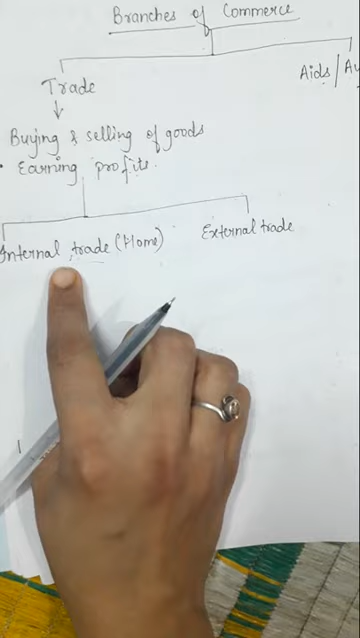 Branches of Commerce
Trade
Aids/
Buying & selling of goods
• Earning profits.
Internal trade (Home)
External trade